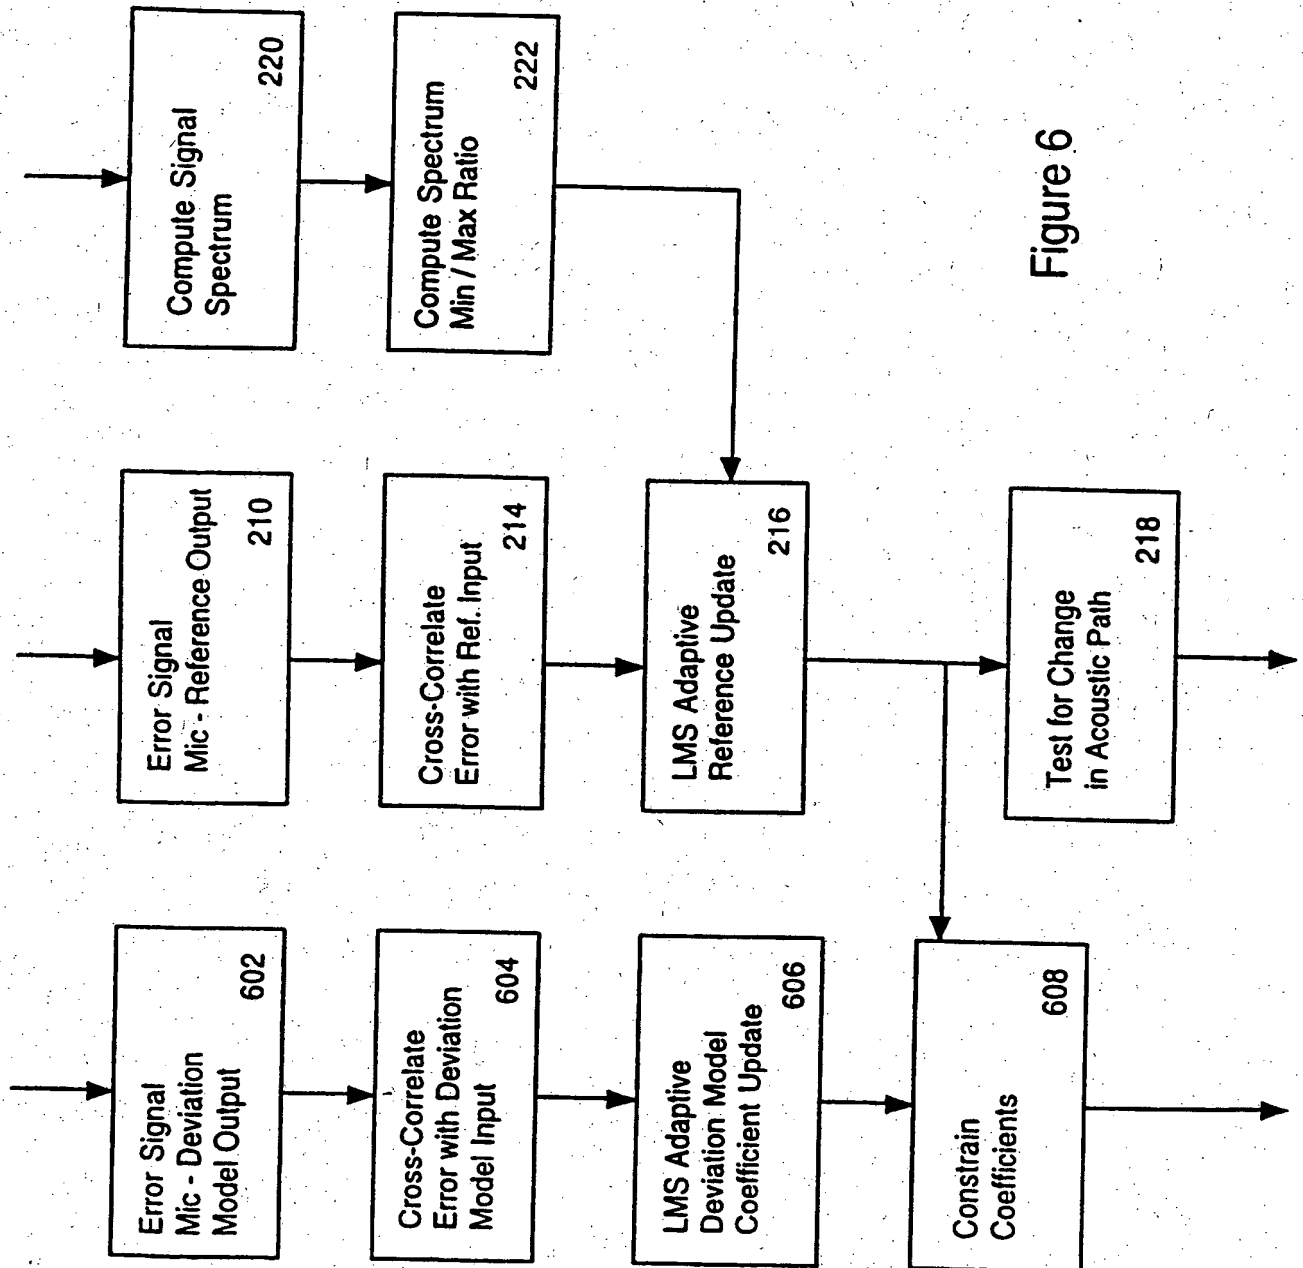 Error Signal
Mic - Deviation
Model Output
602
Cross-Correlate
Error with Deviation
Model Input
604
LMS Adaptive
Deviation Model
Coefficient Update
606
Constrain
Coefficients
608
Error Signal
Mic - Reference Output
210
Cross-Correlate
Error with Ref. Input
214
LMS Adaptive
Reference Update
216
Test for Change
in Acoustic Path
218
Compute Signal
Spectrum
220
Compute Spectrum
Min / Max Ratio
222
Figure 6